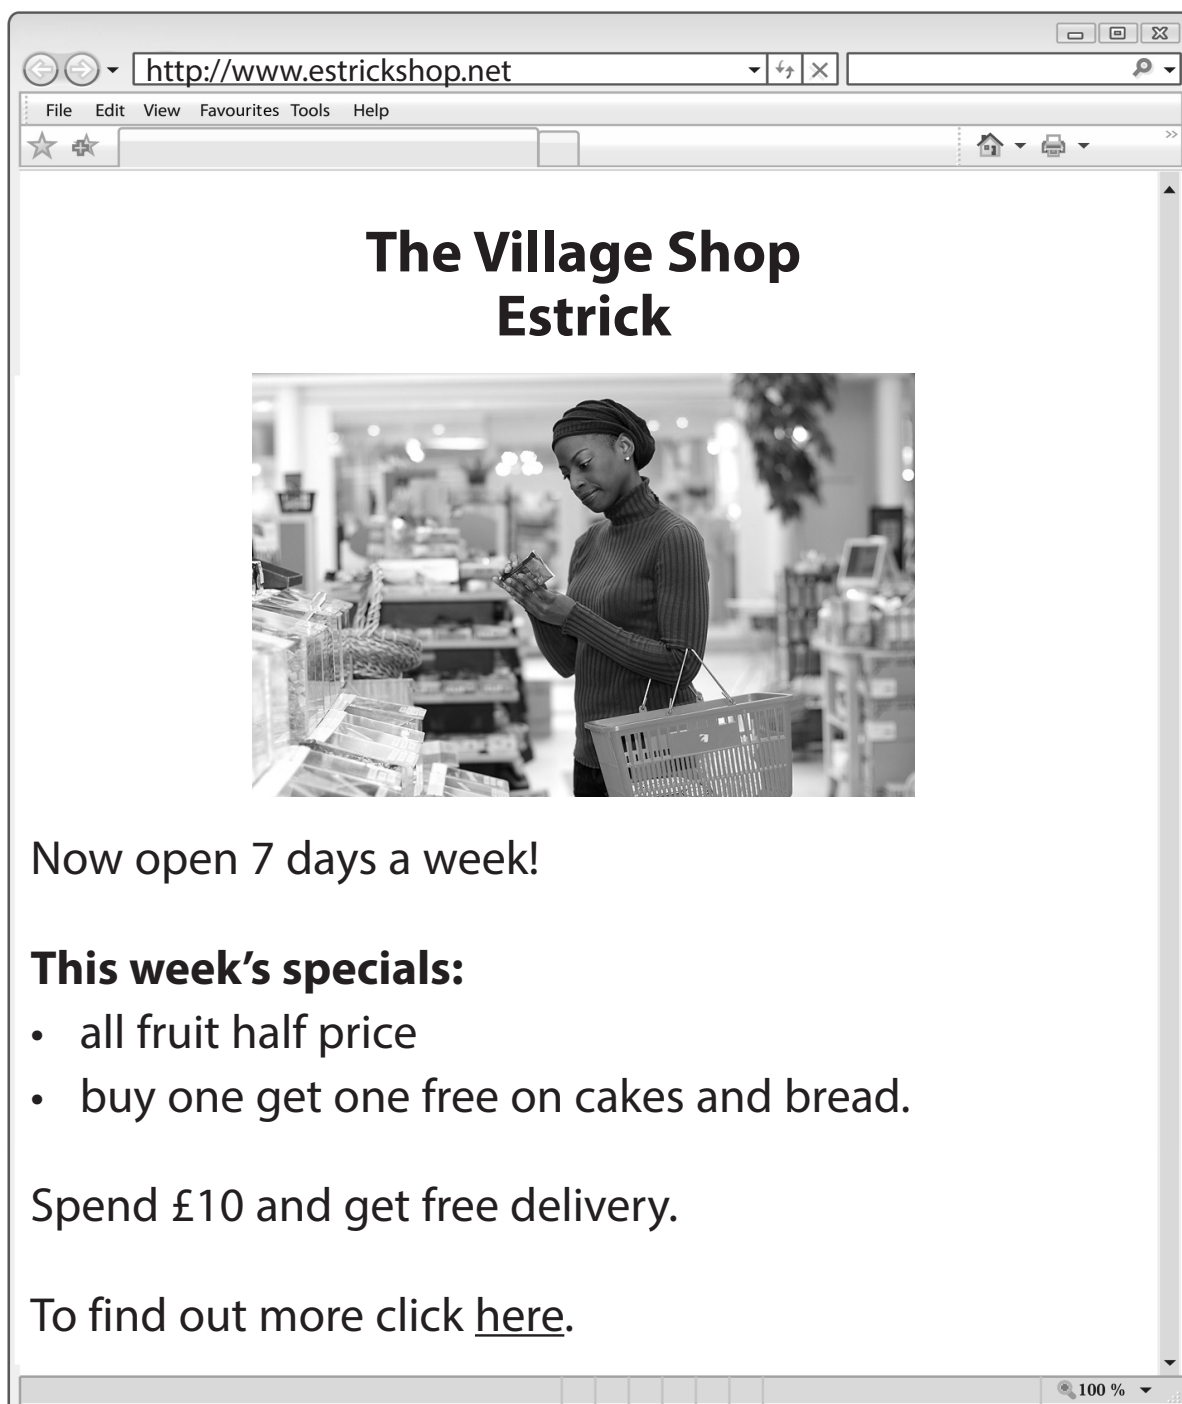 http://www.estrickshop.net
File Edit View Favourites Tools Help
The Village Shop
Estrick
Now open 7 days a week!
This week's specials:
• all fruit half price
• buy one get one free on cakes and bread.
Spend £10 and get free delivery.
To find out more click here.
100 %